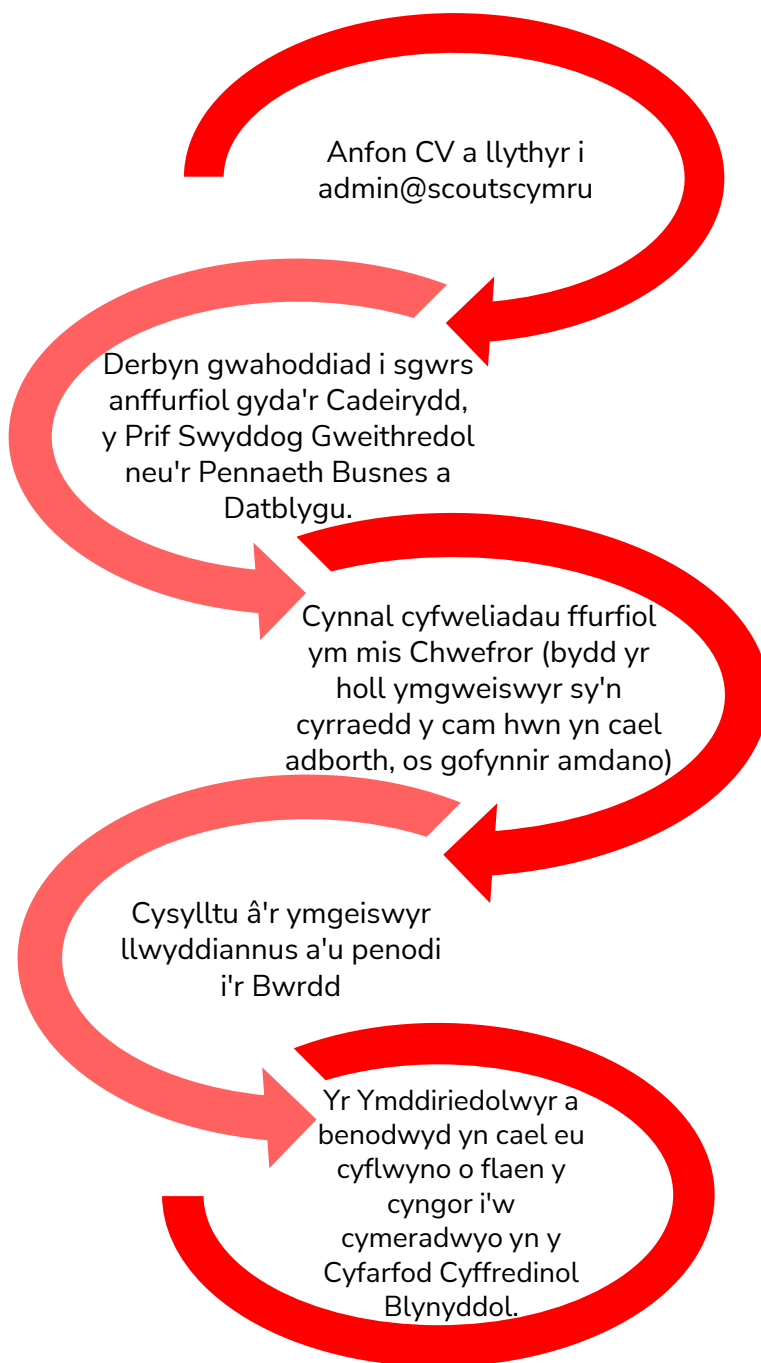 Anfon CV a llythyr i
admin@scoutscymru
Derbyn gwahoddiad i sgwrs
anffurfiol gyda'r Cadeirydd,
y Prif Swyddog Gweithredol
neu'r Pennaeth Busnes a
Datblygu.
Cynnal cyfweliadau ffurfiol
ym mis Chwefror (bydd yr
holl ymgweiswyr sy'n
cyrraedd y cam hwn yn cael
adborth, os gofynnir amdano)
Cysylltu â'r ymgeiswyr
llwyddiannus a'u penodi
i'r Bwrdd
Yr Ymddiriedolwyr a
benodwyd yn cael eu
cyflwyno o flaen y
cyngor i'w
cymeradwyo yn y
Cyfarfod Cyffredinol
Blynyddol.